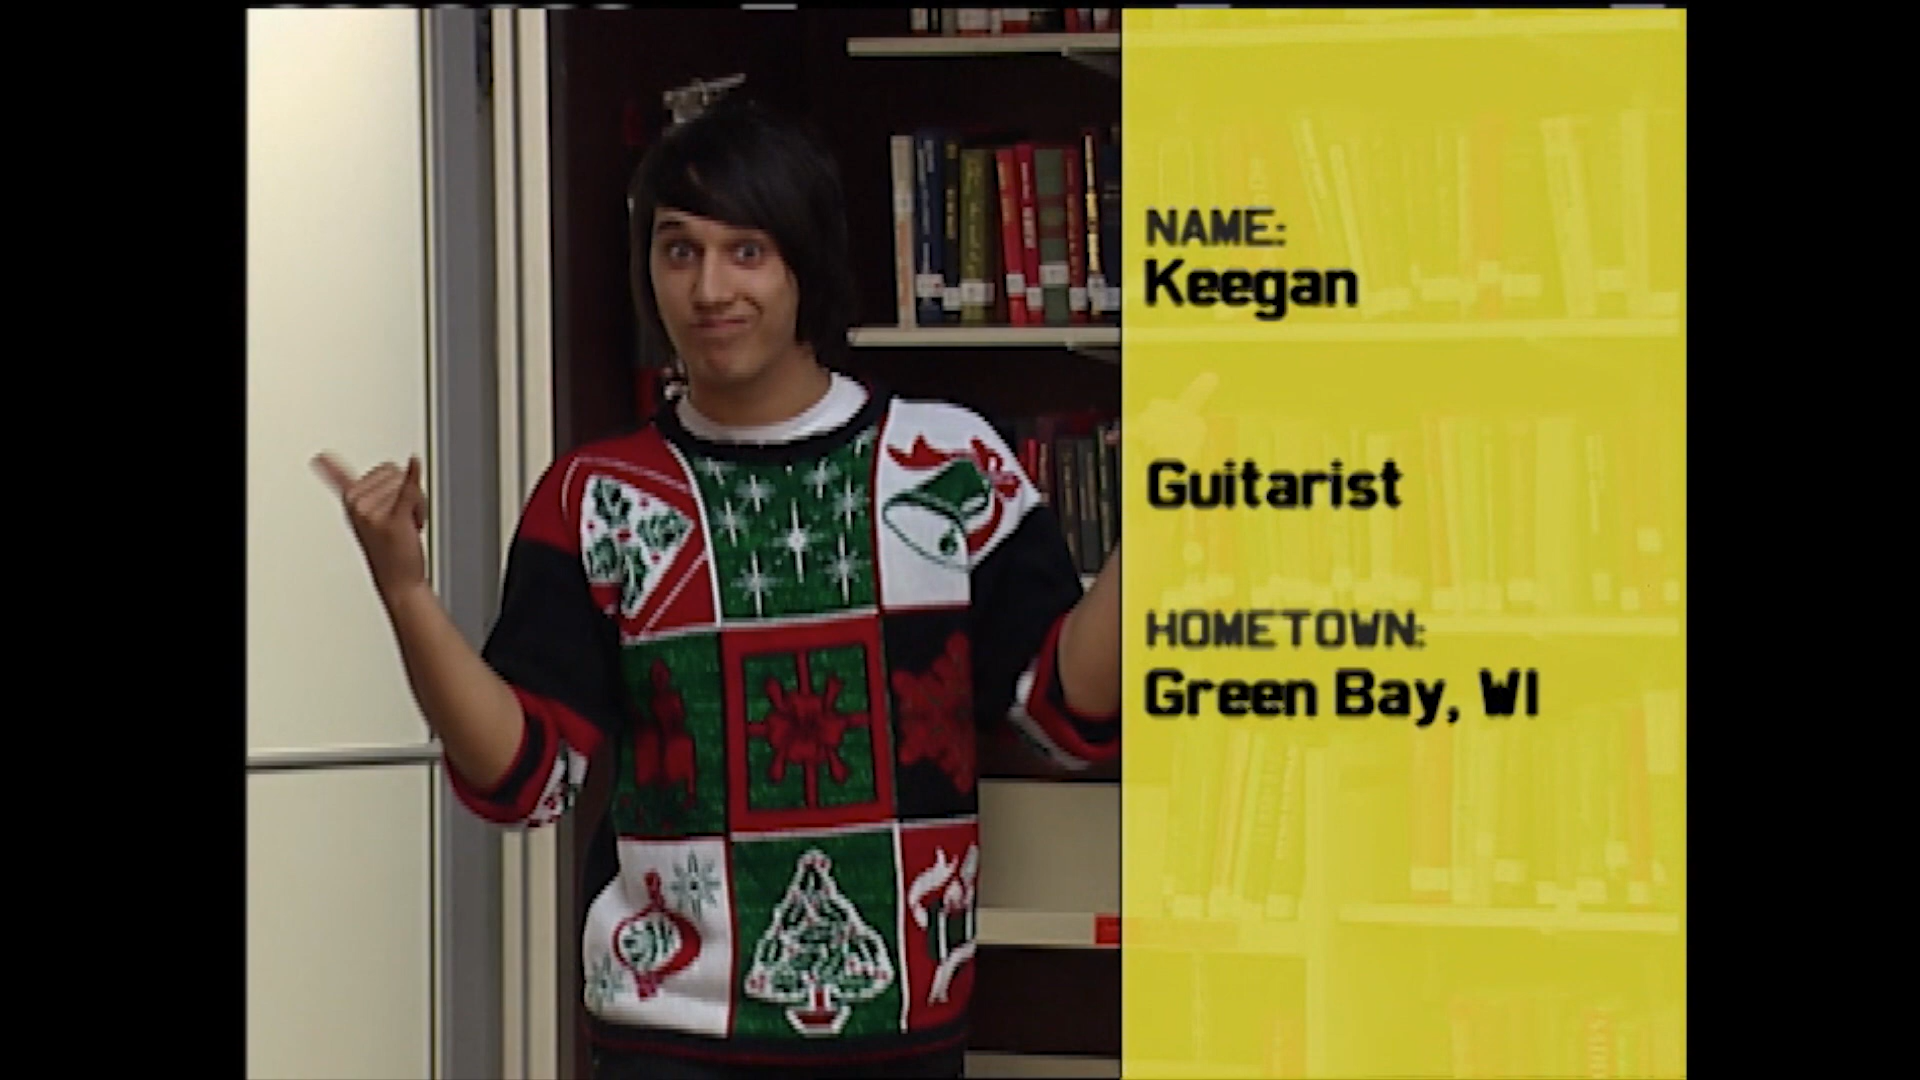 NAME:
Keegan
Guitarist
HOMETOWN:
Green Bay, WI